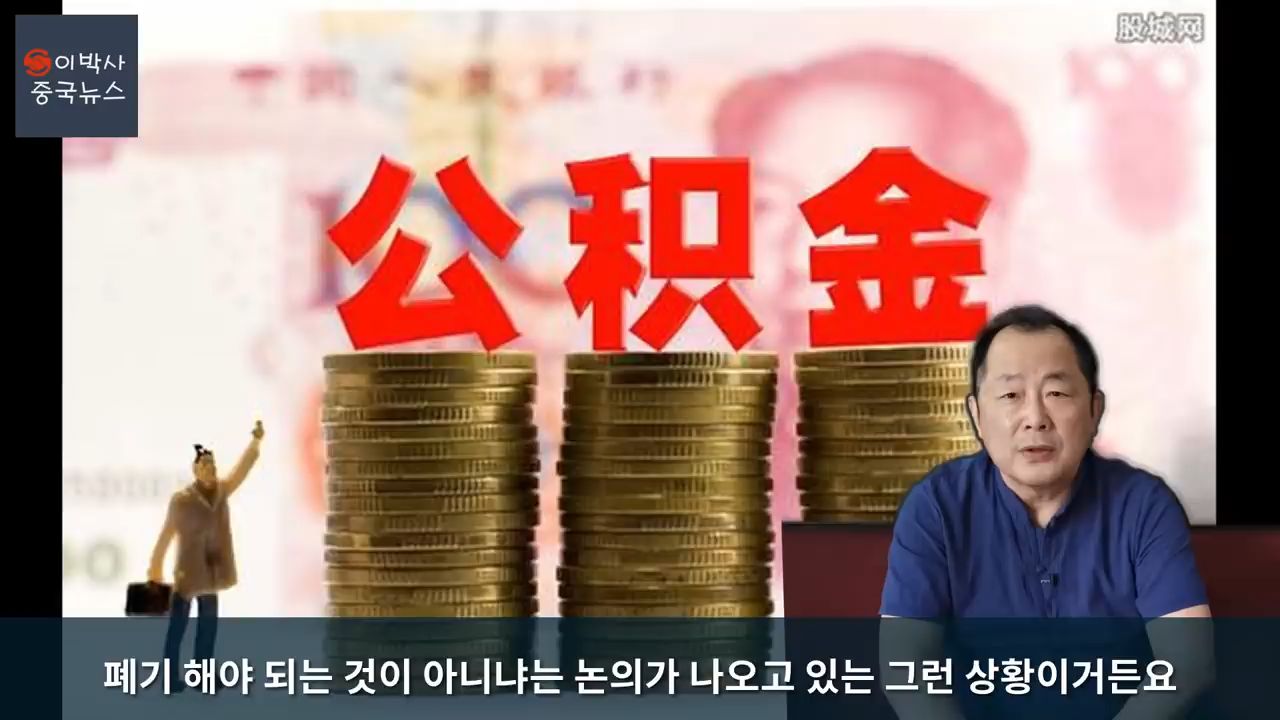 이박사
중국뉴스
股城网
公积金
폐기 해야 되는 것이 아니냐는 논의가 나오고 있는 그런 상황이거든요